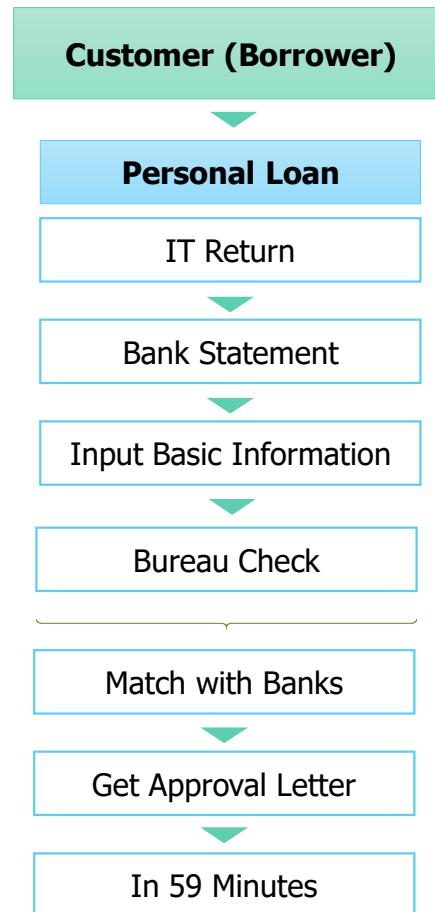 Customer (Borrower)
Personal Loan
IT Return
Bank Statement
Input Basic Information
Bureau Check
Match with Banks
Get Approval Letter
In 59 Minutes